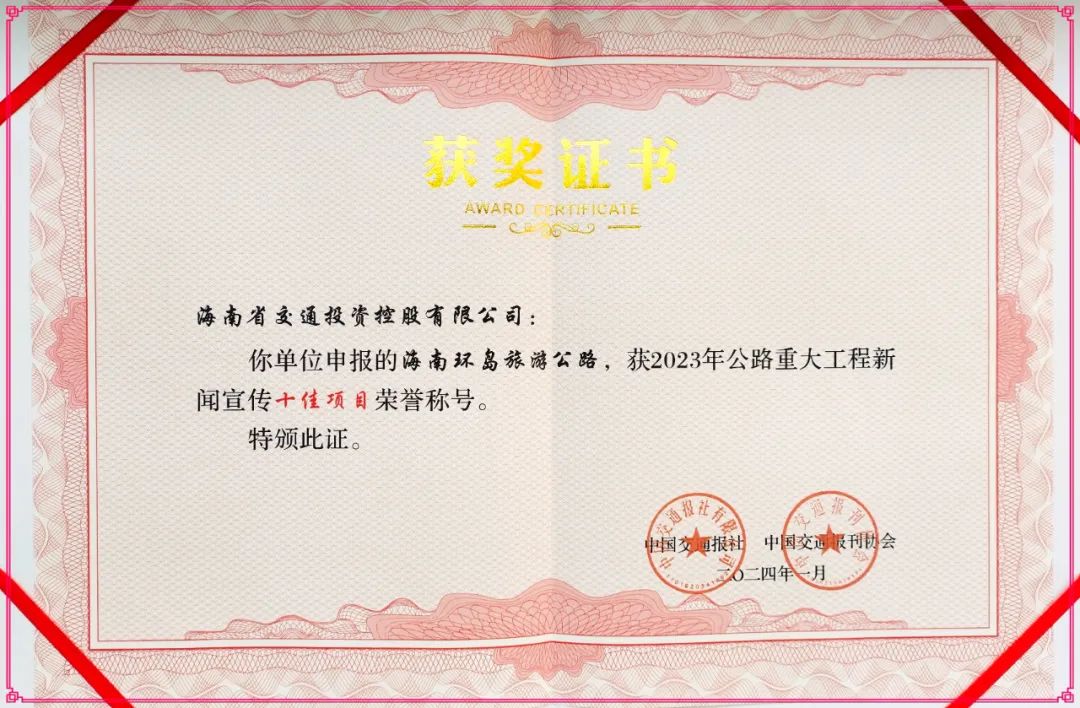 获奖证书
AWARD CERTIFICATE
海南省交通投资控股有限公司：
你单位申报的海南环岛旅游公路，获2023年公路重大工程新
闻宣传十佳项目荣誉称号。
特颁此证。
中国交通报社 中国交通报刊协会
二〇二四年一月